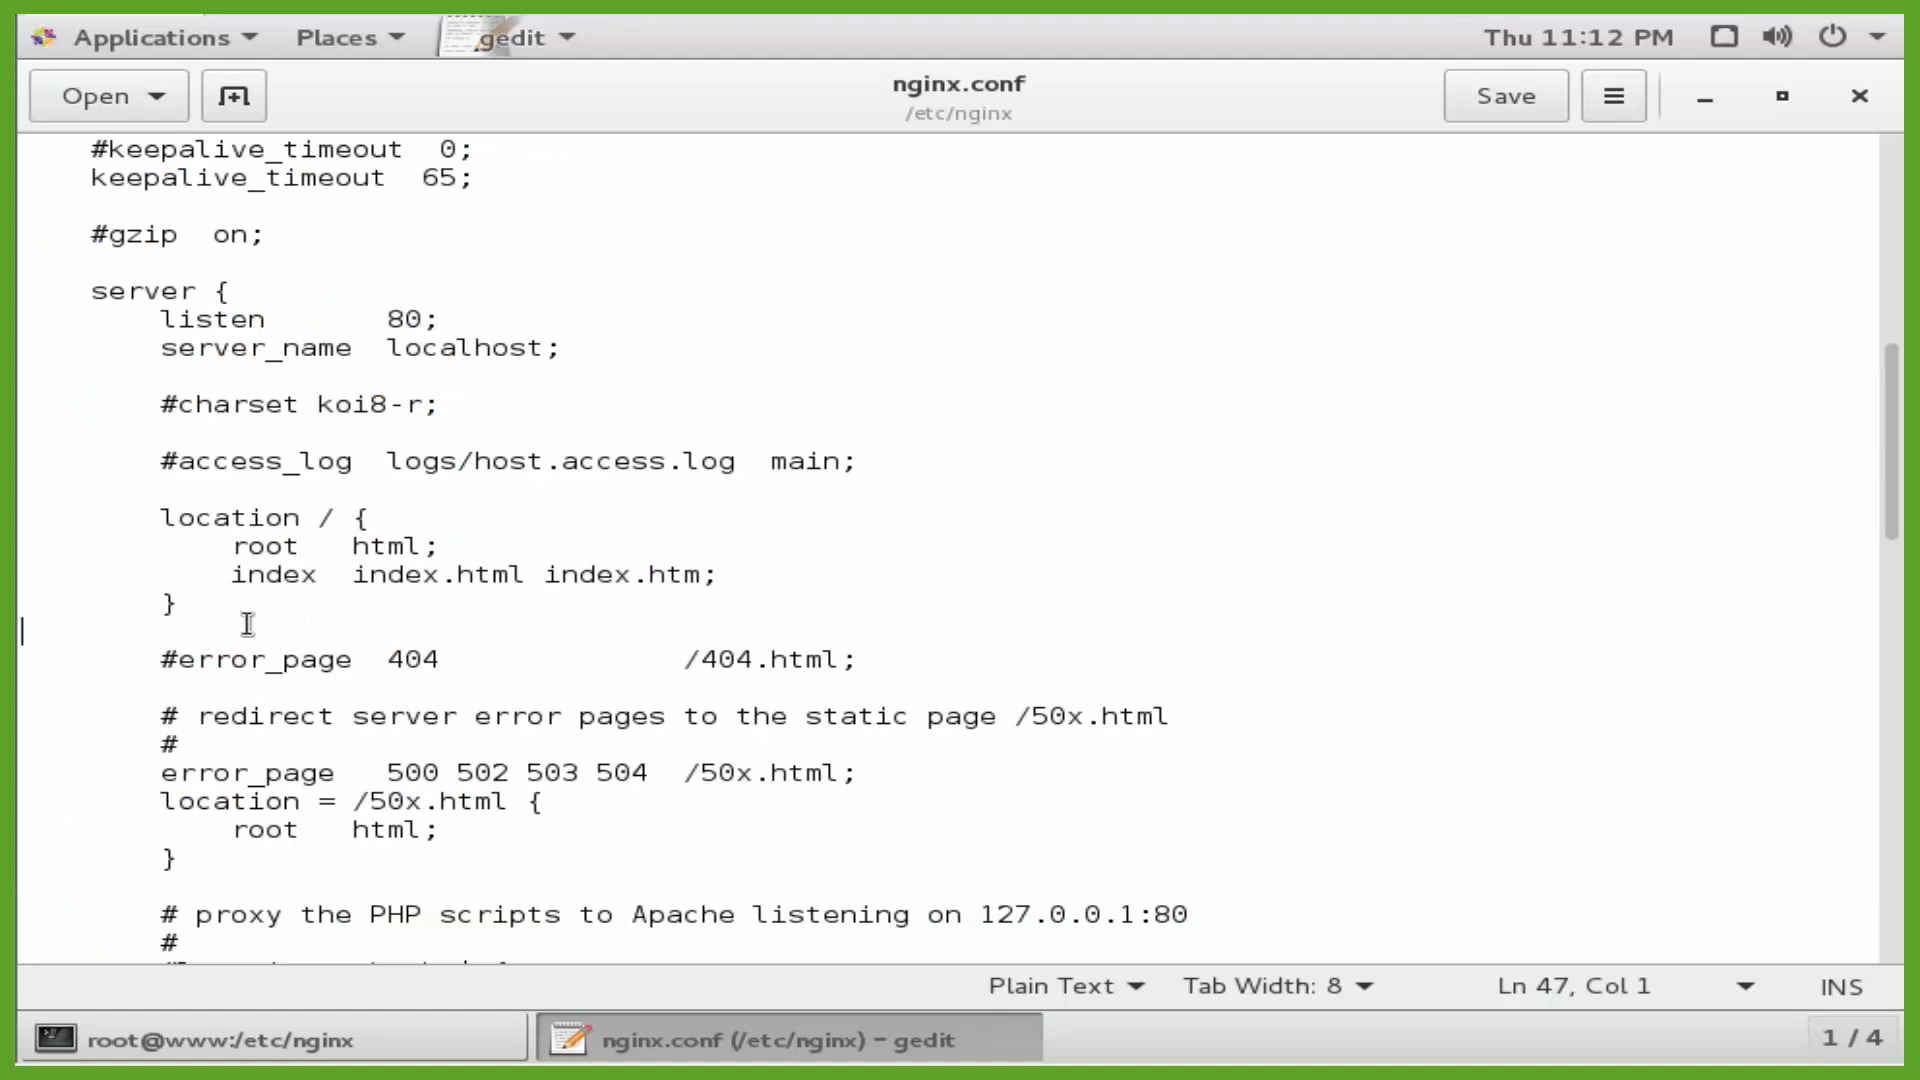 Applications Places gedit Thu 11:12 PM
Open nginx.conf Save
/etc/nginx
#keepalive_timeout  0;
keepalive_timeout  65;
#gzip  on;
server {
listen       80;
server_name  localhost;
#charset koi8-r;
#access_log  logs/host.access.log  main;
location / {
root   html;
index  index.html index.htm;
}
#error_page  404              /404.html;
# redirect server error pages to the static page /50x.html
#
error_page   500 502 503 504  /50x.html;
location = /50x.html {
root   html;
}
# proxy the PHP scripts to Apache listening on 127.0.0.1:80
#
Plain Text Tab Width: 8 Ln 47, Col 1 INS
root@www:/etc/nginx nginx.conf (/etc/nginx) – gedit 1 / 4